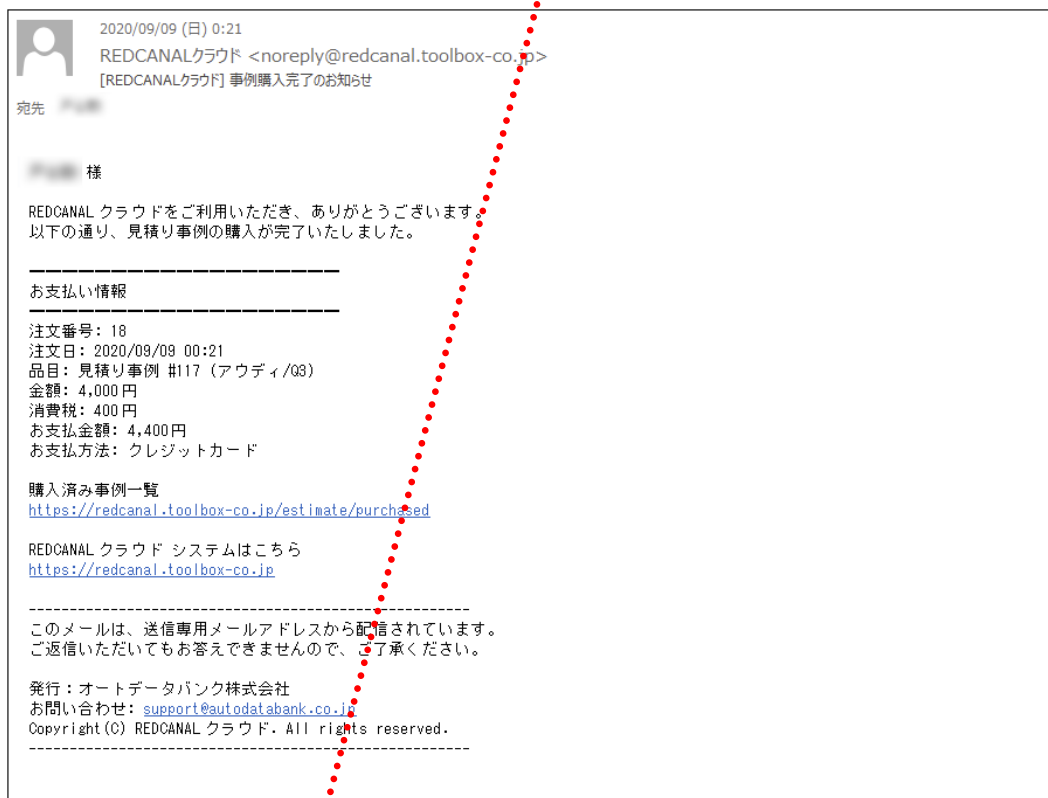 2020/09/09 (日) 0:21
REDCANALクラウド <noreply@redcanal.toolbox-co.jp>
[REDCANALクラウド] 事例購入完了のお知らせ
宛先
様
REDCANAL クラウドをご利用いただき、ありがとうございます。
以下の通り、見積り事例の購入が完了いたしました。
お支払い情報
注文番号: 18
注文日: 2020/09/09 00:21
品目: 見積り事例 #117 (アウディ/Q3)
金額: 4,000円
消費税: 400円
お支払金額: 4,400円
お支払方法: クレジットカード
購入済み事例一覧
https://redcanal.toolbox-co.jp/estimate/purchased
REDCANAL クラウド システムはこちら
https://redcanal.toolbox-co.jp
このメールは、送信専用メールアドレスから配信されています。
ご返信いただいてもお答えできませんので、ご了承ください。
発行：オートデータバンク株式会社
お問い合わせ: support@autodatabank.co.jp
Copyright(C) REDCANAL クラウド. All rights reserved.